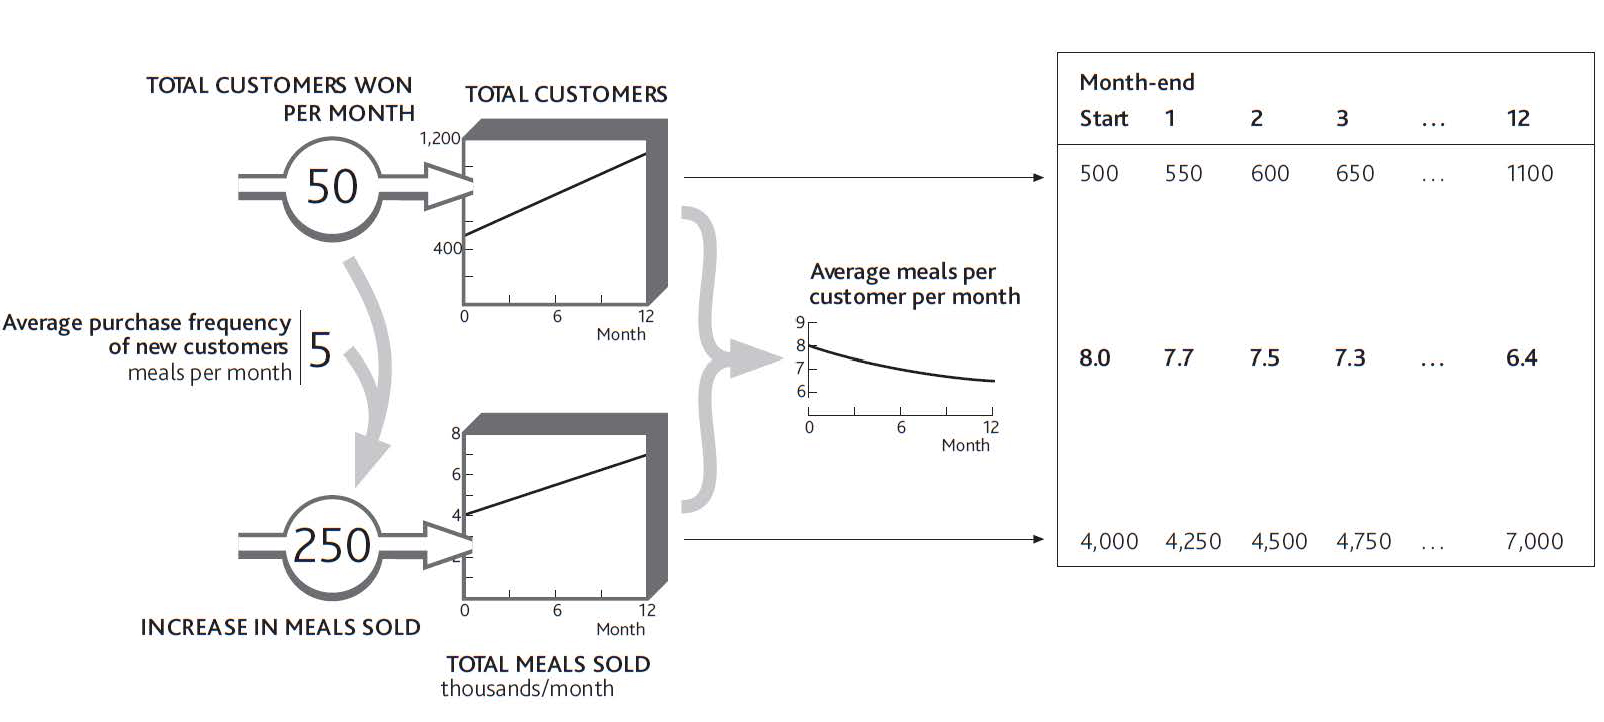 TOTAL CUSTOMERS WON
PER MONTH
50
TOTAL CUSTOMERS
1,200
400
0 6 12
Month
Average purchase frequency
of new customers
meals per month
5
250
INCREASE IN MEALS SOLD
8
6
4
2
0 6 12
Month
TOTAL MEALS SOLD
thousands/month
Average meals per
customer per month
9
8
7
6
0 6 12
Month
Month-end
Start 1 2 3 ... 12
500 550 600 650 ... 1100
8.0 7.7 7.5 7.3 ... 6.4
4,000 4,250 4,500 4,750 ... 7,000